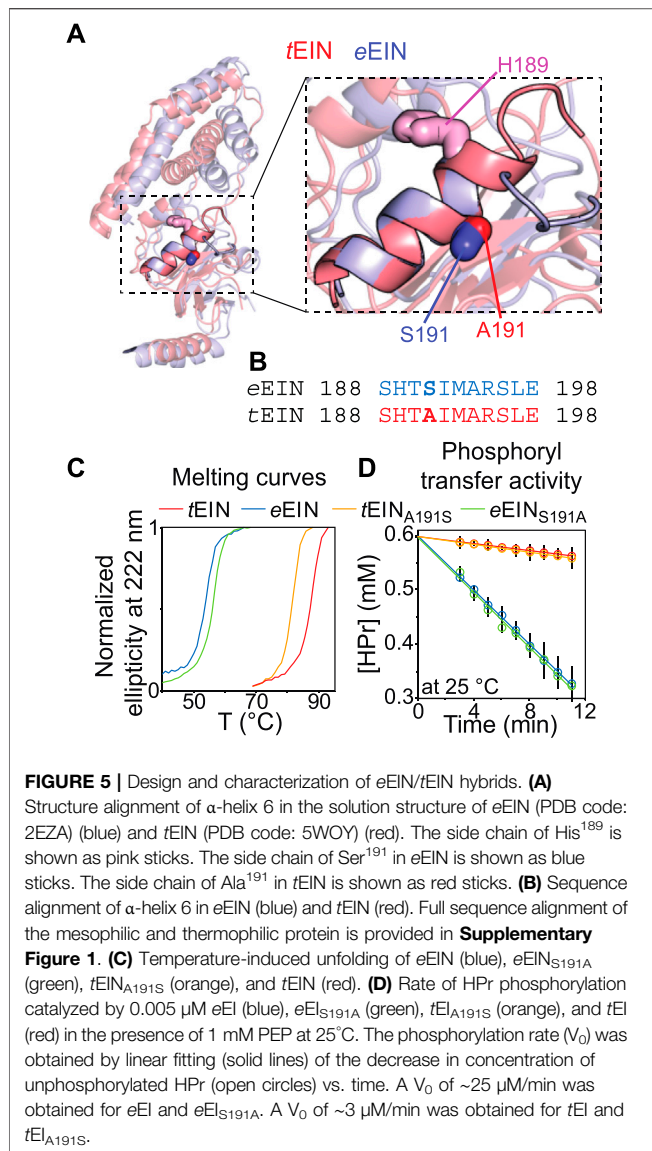 A
tEIN eEIN
H189
S191 A191
B
eEIN 188 SHTSIMARSLE 198
tEIN 188 SHTAIMARSLE 198
C Melting curves
D Phosphoryl transfer activity
tEIN eEIN tEINA191S eEINS191A
Normalized ellipticity at 222 nm
1
0
50 70 90
T (°C)
[HPr] (mM)
0.6
0.5
0.4
0.3
at 25 °C
0 4 8 12
Time (min)
FIGURE 5 | Design and characterization of eEIN/tEIN hybrids. (A)
Structure alignment of α-helix 6 in the solution structure of eEIN (PDB code:
2EZA) (blue) and tEIN (PDB code: 5WOY) (red). The side chain of His189 is
shown as pink sticks. The side chain of Ser191 in eEIN is shown as blue
sticks. The side chain of Ala191 in tEIN is shown as red sticks. (B) Sequence
alignment of α-helix 6 in eEIN (blue) and tEIN (red). Full sequence alignment of
the mesophilic and thermophilic protein is provided in Supplementary
Figure 1. (C) Temperature-induced unfolding of eEIN (blue), eEINS191A
(green), tEINA191S (orange), and tEIN (red). (D) Rate of HPr phosphorylation
catalyzed by 0.005 µM eEI (blue), eEIS191A (green), tEIA191S (orange), and tEI
(red) in the presence of 1 mM PEP at 25°C. The phosphorylation rate (V0) was
obtained by linear fitting (solid lines) of the decrease in concentration of
unphosphorylated HPr (open circles) vs. time. A V0 of ~25 µM/min was
obtained for eEI and eEIS191A. A V0 of ~3 µM/min was obtained for tEI and
tEIA191S.